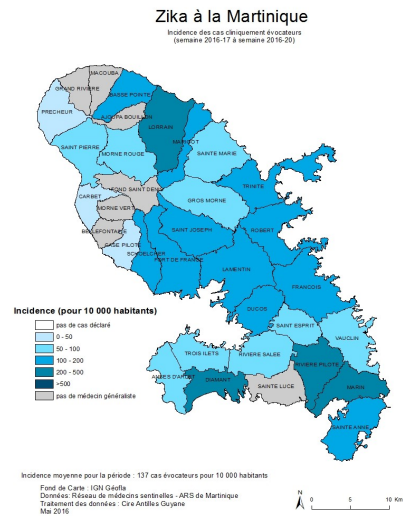 Zika à la Martinique
Incidence des cas cliniquement évocateurs
(semaine 2016-17 à semaine 2016-20)
MACOUBA
GRAND RIVIERE
BASSE POINTE
PRECHEUR
AJOUPA BOUILLON
LORRAIN
MARIGOT
SAINT PIERRE
MORNE ROUGE
SAINTE MARIE
TRINITE
FOND SAINT DENIS
CARBET
GROS MORNE
MORNE VERT
BELLEFONTAINE
SAINT JOSEPH
ROBERT
CASE PILOTE
SCHOELCHER
FORT DE FRANCE
LAMENTIN
FRANCOIS
DUCOS
SAINT ESPRIT
VAUCLIN
TROIS ILETS
RIVIERE SALEE
RIVIERE PILOTE
ANSES D'ARLET
DIAMANT
SAINTE LUCE
MARIN
SAINTE ANNE
Incidence (pour 10 000 habitants)
pas de cas déclaré
0 - 50
50 - 100
100 - 200
200 - 500
>500
pas de médecin généraliste
Incidence moyenne pour la période : 137 cas évocateurs pour 10 000 habitants
Fond de Carte : IGN Géofla
Données: Réseau de médecins sentinelles - ARS de Martinique
Traitement des données : Cire Antilles Guyane
Mai 2016
N
0 5 10 Km